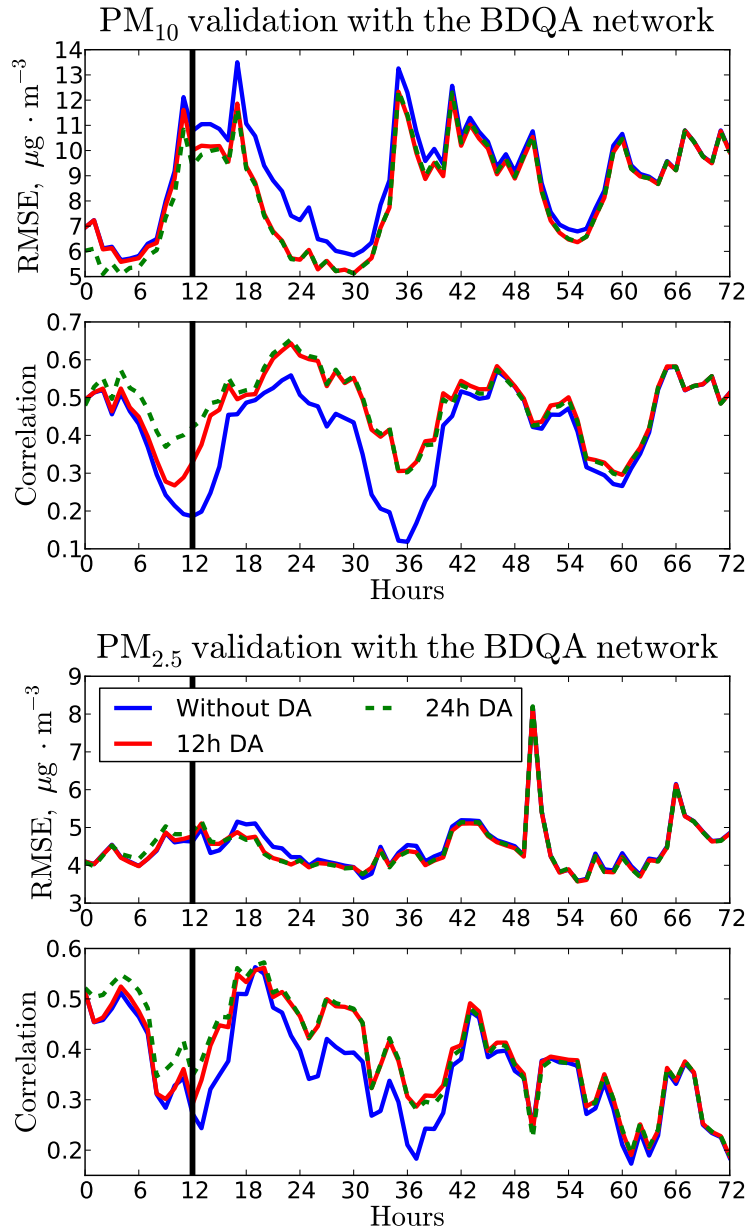 PM₁₀ validation with the BDQA network
RMSE, μg · m⁻³
14
13
12
11
10
9
8
7
6
5
0 6 12 18 24 30 36 42 48 54 60 66 72
Correlation
0.7
0.6
0.5
0.4
0.3
0.2
0.1
0 6 12 18 24 30 36 42 48 54 60 66 72
Hours
PM₂.₅ validation with the BDQA network
RMSE, μg · m⁻³
9
8
7
6
5
4
3
Without DA
24h DA
12h DA
0 6 12 18 24 30 36 42 48 54 60 66 72
Correlation
0.6
0.5
0.4
0.3
0.2
0 6 12 18 24 30 36 42 48 54 60 66 72
Hours